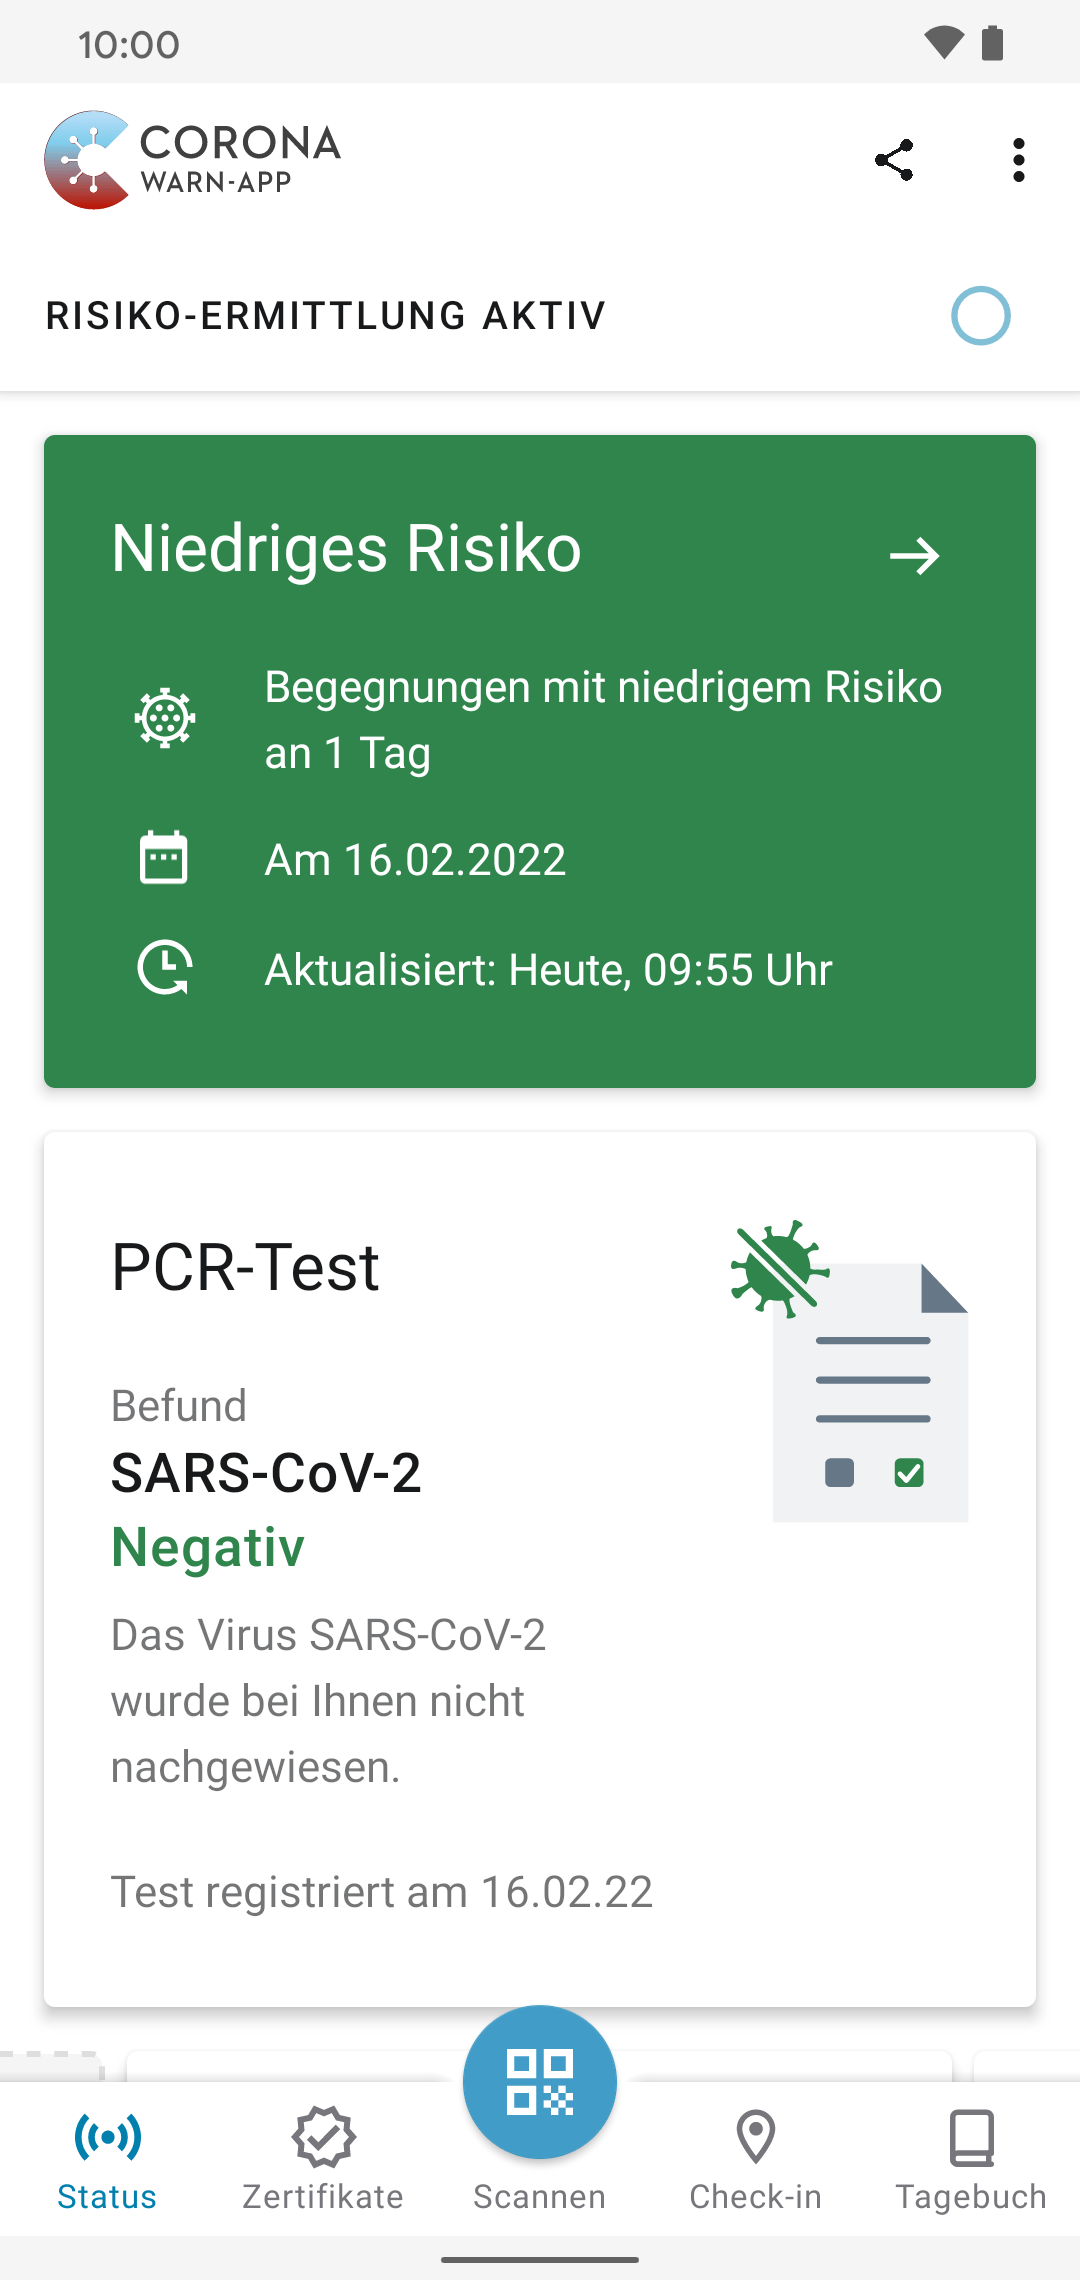 10:00
CORONA
WARN-APP
RISIKO-ERMITTLUNG AKTIV
Niedriges Risiko
Begegnungen mit niedrigem Risiko
an 1 Tag
Am 16.02.2022
Aktualisiert: Heute, 09:55 Uhr
PCR-Test
Befund
SARS-CoV-2
Negativ
Das Virus SARS-CoV-2
wurde bei Ihnen nicht
nachgewiesen.
Test registriert am 16.02.22
Status
Zertifikate
Scannen
Check-in
Tagebuch